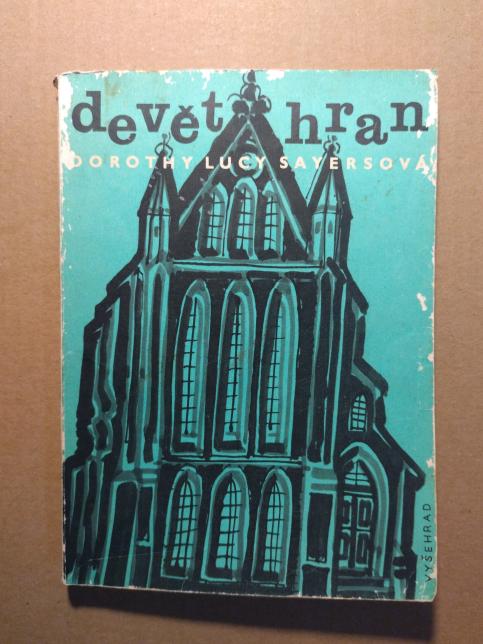 devět hran
DOROTHY LUCY SAYERSOVÁ
VYŠEHRAD